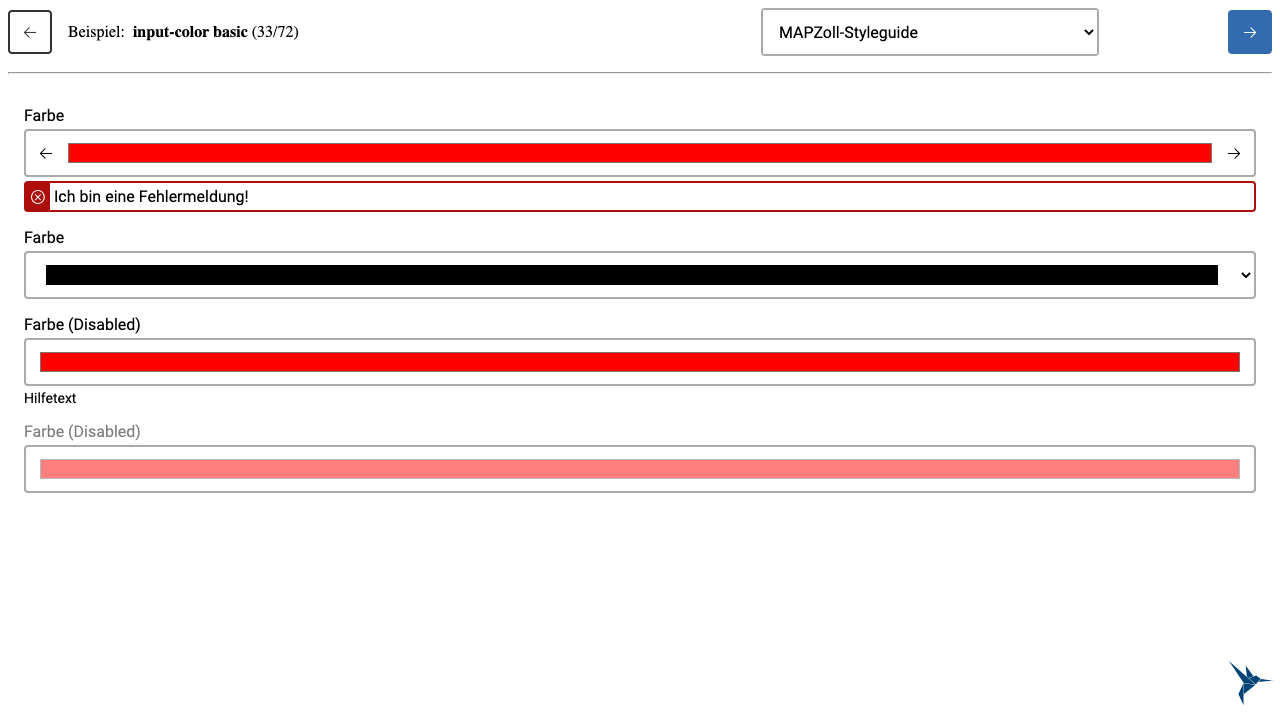 Beispiel: input-color basic (33/72)
MAPZoll-Styleguide
Farbe
Ich bin eine Fehlermeldung!
Farbe
Farbe (Disabled)
Hilfetext
Farbe (Disabled)